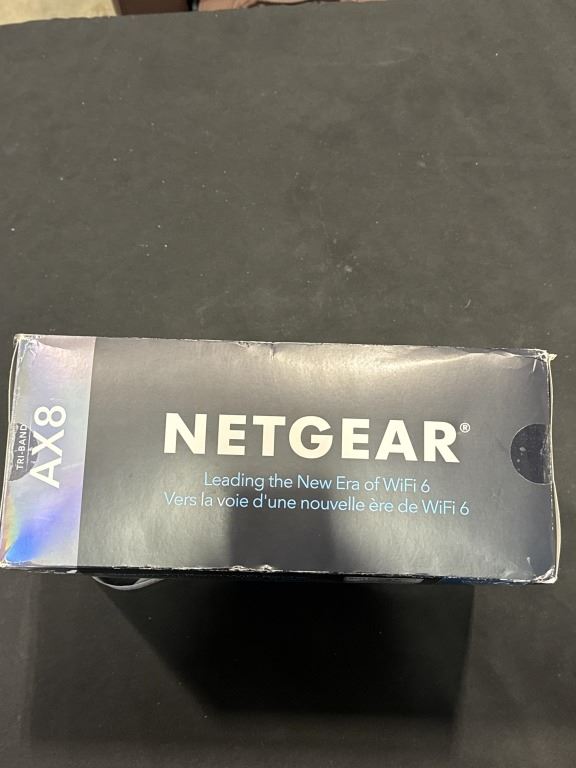 TRI-BAND
AX8
NETGEAR®
Leading the New Era of WiFi 6
Vers la voie d'une nouvelle ère de WiFi 6